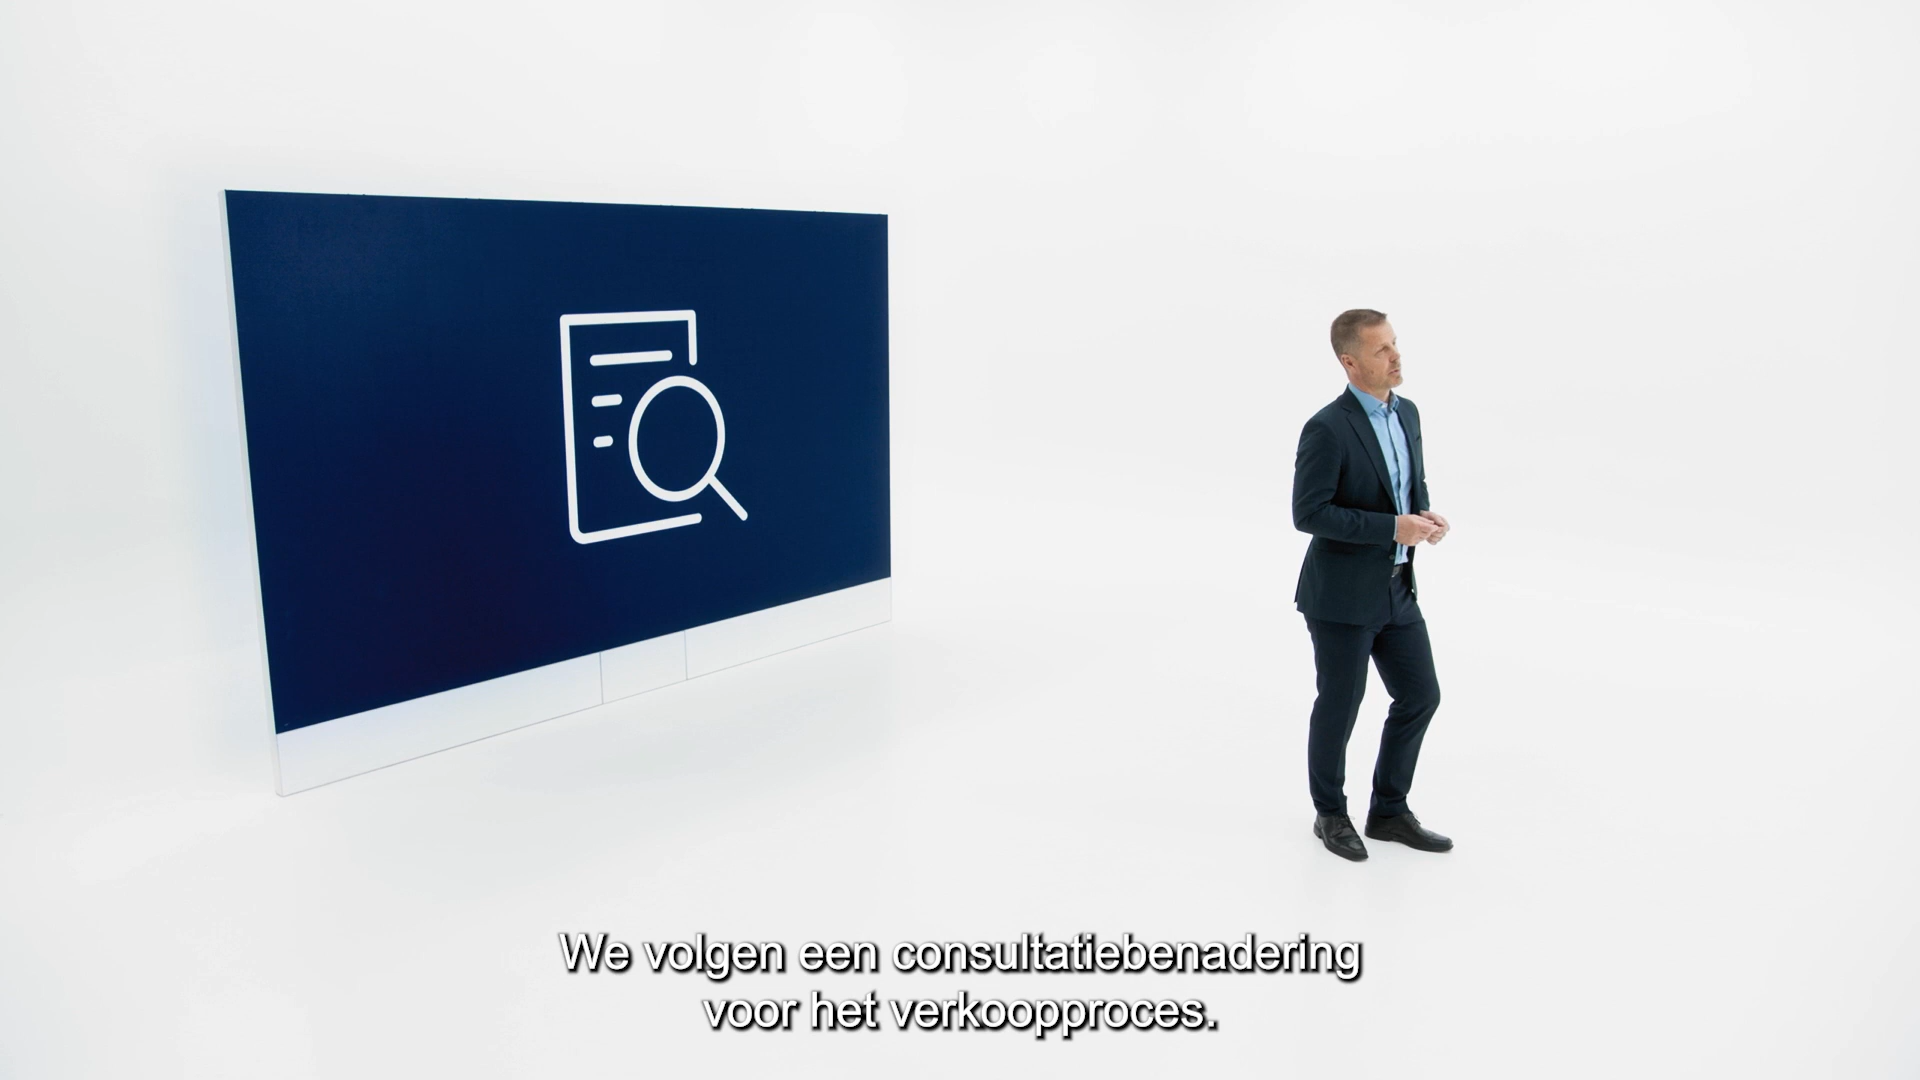 We volgen een consultatiebenadering
voor het verkoopproces.